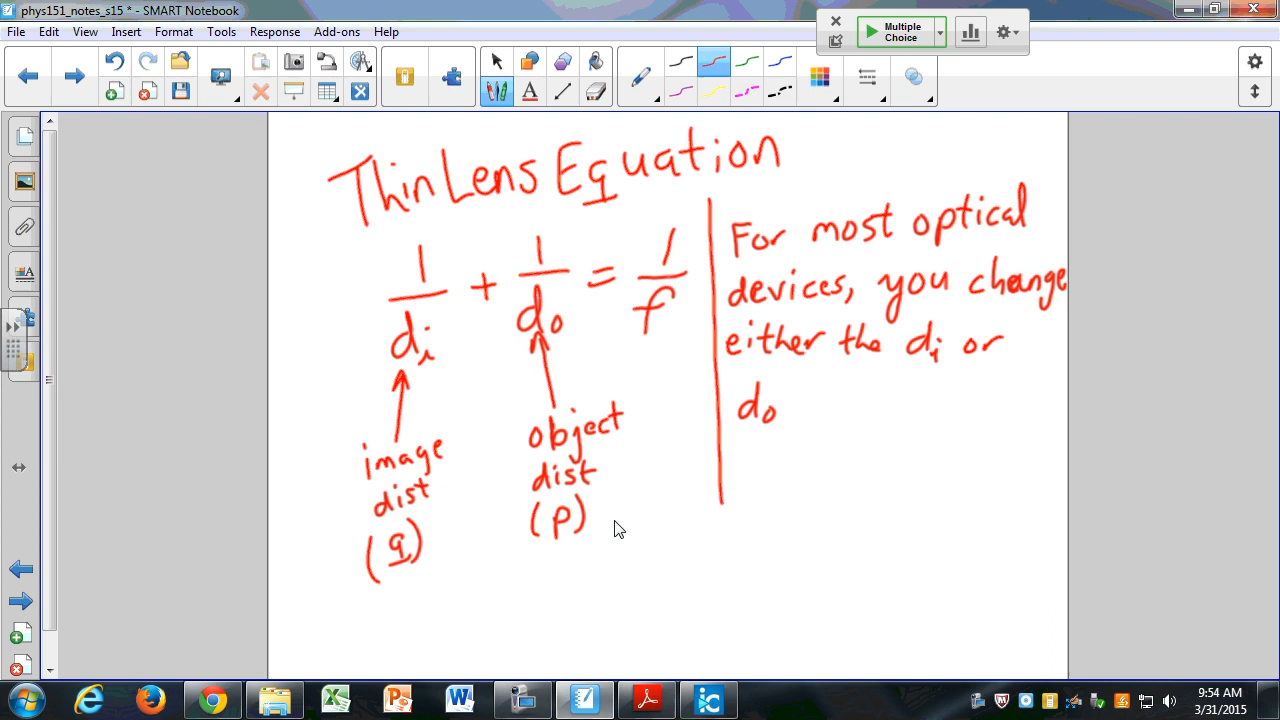 phys151_notes_s15 * - SMART Notebook
File Edit View Insert Format Tools Response Add-ons Help
Multiple Choice
Thin Lens Equation
1/di + 1/do = 1/f
image
dist
(q)
object
dist
(p)
For most optical
devices, you change
either the di or
do
9:54 AM
3/31/2015